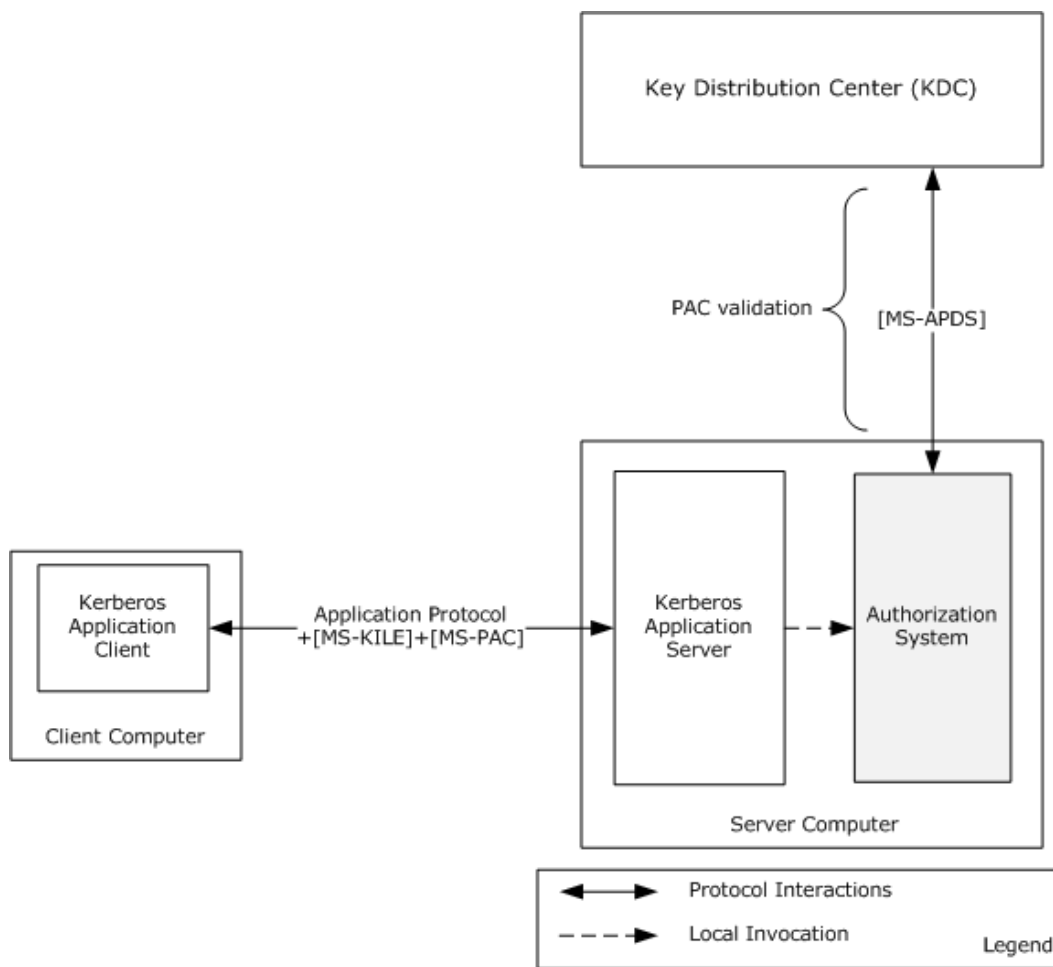 Key Distribution Center (KDC)
PAC validation
[MS-APDS]
Kerberos
Application
Client
Client Computer
Application Protocol
+[MS-KILE]+[MS-PAC]
Kerberos
Application
Server
Authorization
System
Server Computer
Protocol Interactions
Local Invocation
Legend